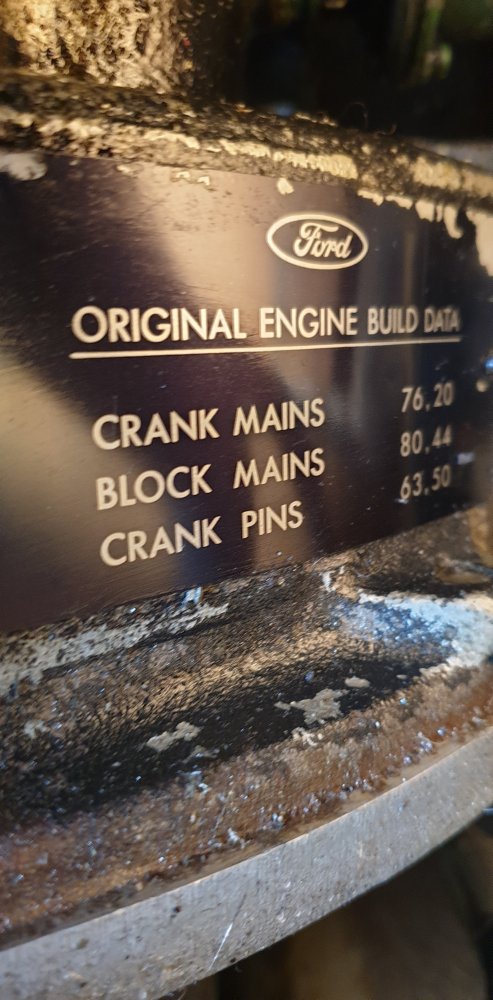 Ford
ORIGINAL ENGINE BUILD DATA
CRANK MAINS 76,20
BLOCK MAINS 80,44
CRANK PINS 63,50